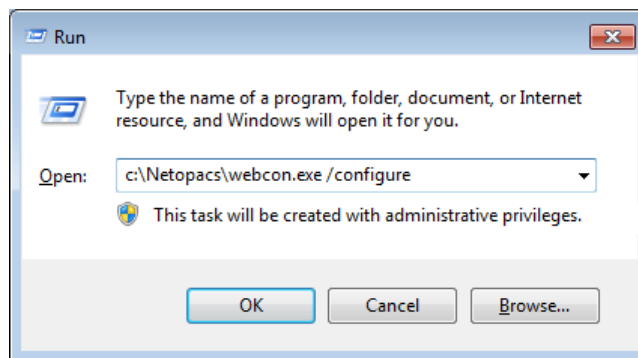 Run
Type the name of a program, folder, document, or Internet
resource, and Windows will open it for you.
Open: c:\Netopacs\webcon.exe /configure
This task will be created with administrative privileges.
OK Cancel Browse...